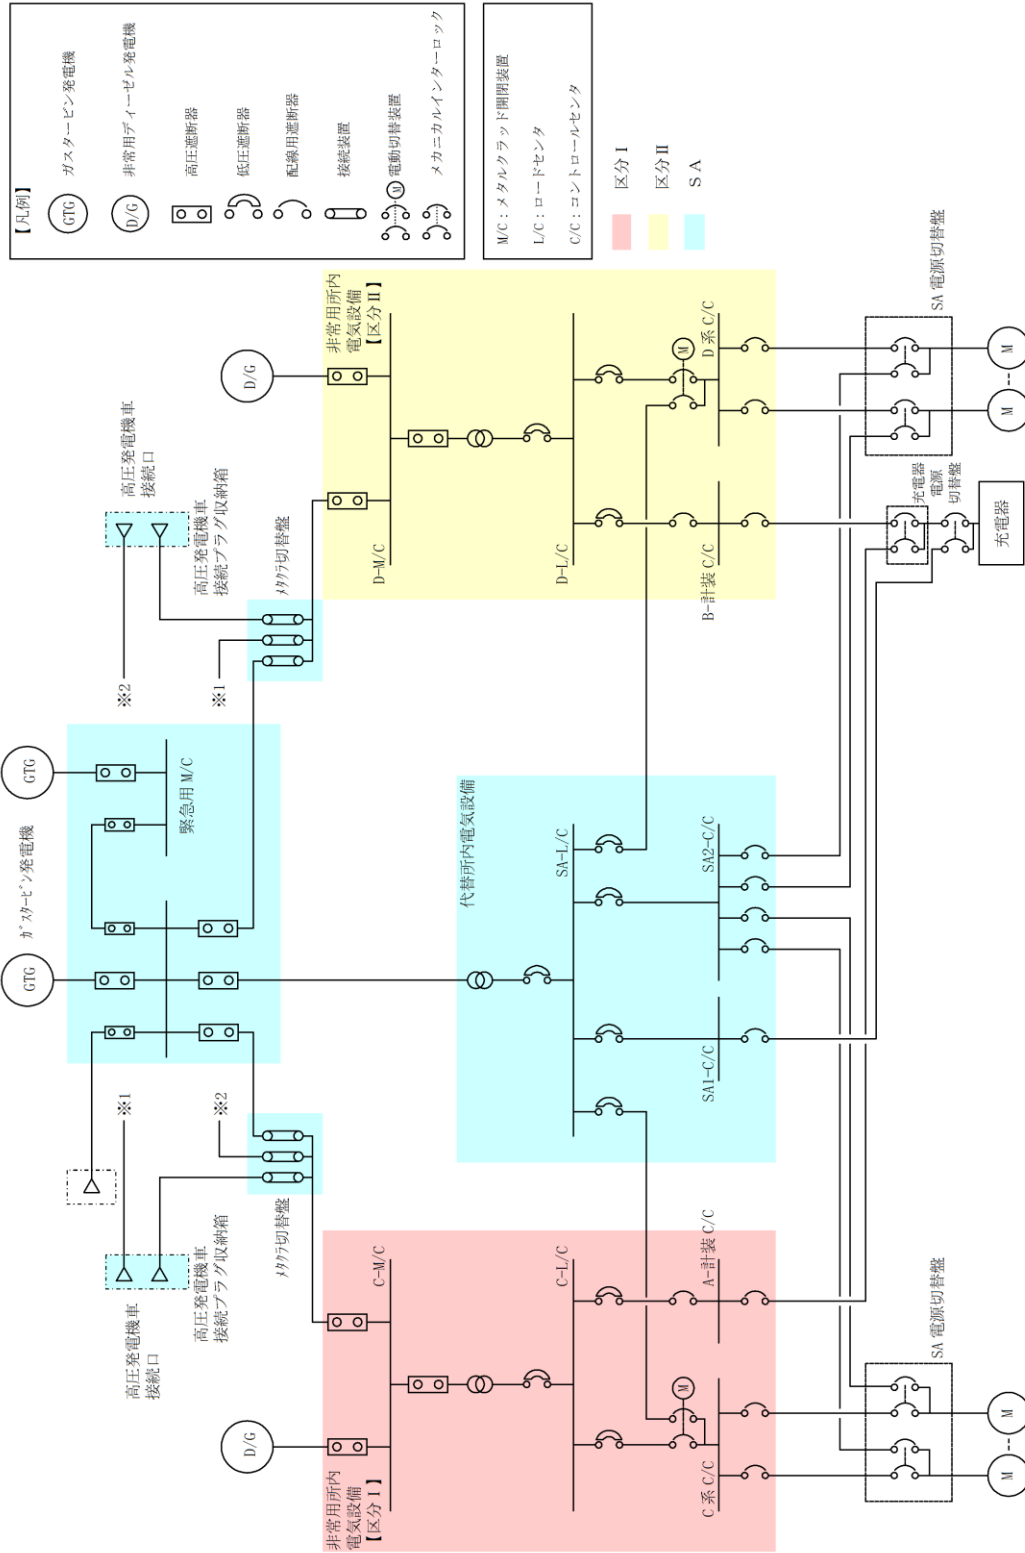 【凡例】
GTG
ガスタービン発電機
D/G
非常用ディーゼル発電機
高圧遮断器
低圧遮断器
配線用遮断器
接続装置
M
電動切替装置
メカニカルインターロック
M/C：メタルクラッド開閉装置
L/C：ロードセンタ
C/C：コントロールセンタ
区分Ⅰ
区分Ⅱ
SA
ｶﾞｽﾀｰﾋﾞﾝ発電機
GTG
GTG
緊急用 M/C
※1
※2
※2
※1
高圧発電機車
接続口
高圧発電機車
接続プラグ収納箱
ﾒﾀｸﾗ切替盤
高圧発電機車
接続口
高圧発電機車
接続プラグ収納箱
ﾒﾀｸﾗ切替盤
D/G
非常用所内
電気設備
【区分Ⅰ】
C-M/C
C-L/C
M
C 系 C/C
A-計装 C/C
代替所内電気設備
SA-L/C
SA1-C/C
SA2-C/C
D/G
非常用所内
電気設備
【区分Ⅱ】
D-M/C
D-L/C
M
B-計装 C/C
D 系 C/C
SA 電源切替盤
M
M
充電器
電源
切替盤
充電器
SA 電源切替盤
M
M